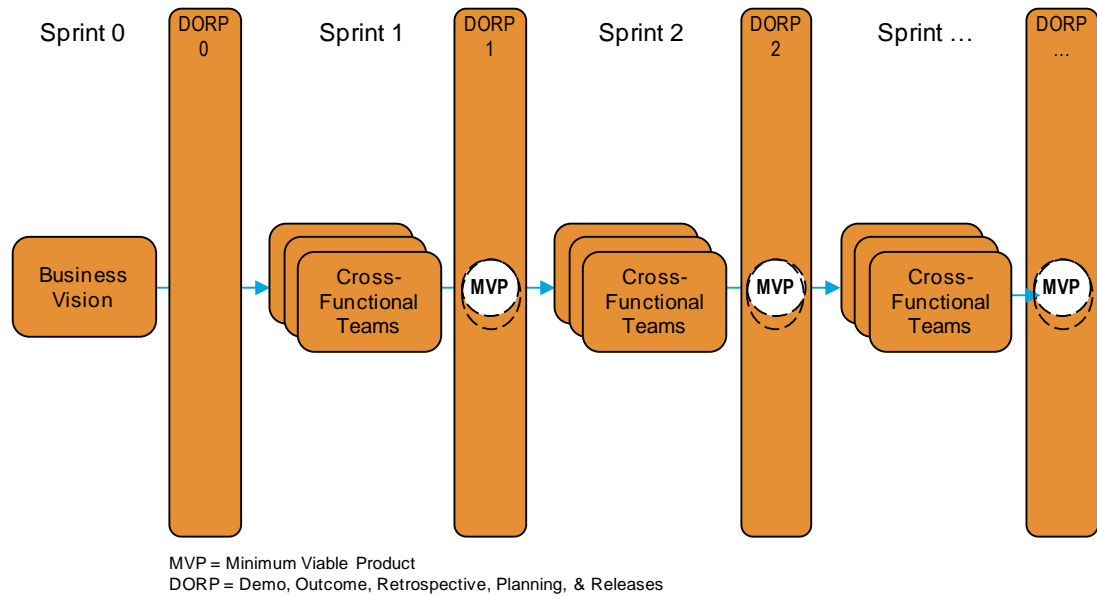 Sprint 0
DORP
0
Sprint 1
DORP
1
Sprint 2
DORP
2
Sprint ...
DORP
...
Business
Vision
Cross-
Functional
Teams
MVP
Cross-
Functional
Teams
MVP
Cross-
Functional
Teams
MVP
MVP = Minimum Viable Product
DORP = Demo, Outcome, Retrospective, Planning, & Releases